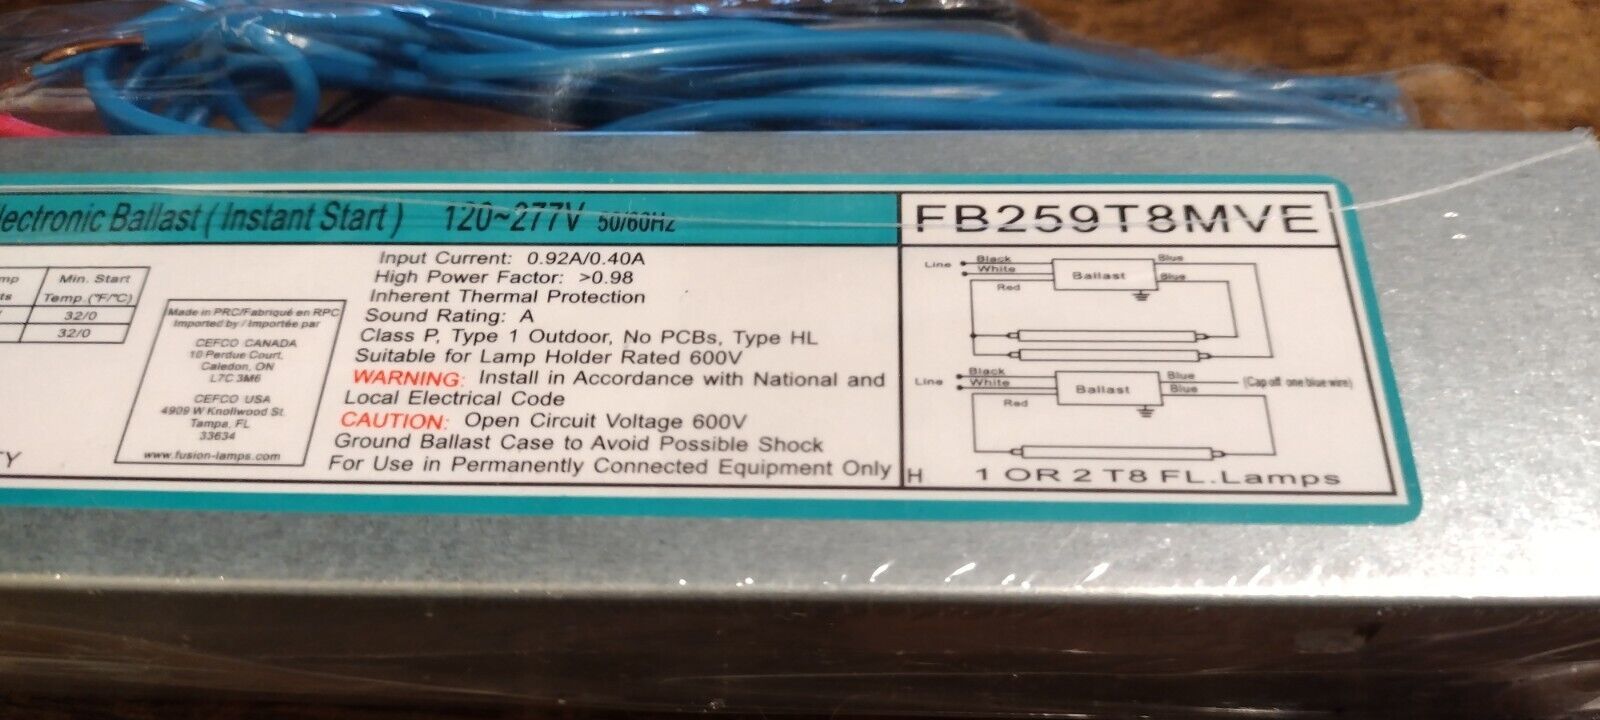 lectronic Ballast ( Instant Start ) 120~277V 50/60Hz
FB259T8MVE
mp
ts
Min. Start
Temp.(°F/°C)
32/0
32/0
TY
Made in PRC/Fabriqué en RPC
Imported by / Importée par
CEFCO CANADA
10 Perdue Court,
Caledon, ON
L7C 3M6
CEFCO USA
4909 W Knollwood St.
Tampa, FL
33634
www.fusion-lamps.com
Input Current: 0.92A/0.40A
High Power Factor: >0.98
Inherent Thermal Protection
Sound Rating: A
Class P, Type 1 Outdoor, No PCBs, Type HL
Suitable for Lamp Holder Rated 600V
WARNING: Install in Accordance with National and
Local Electrical Code
CAUTION: Open Circuit Voltage 600V
Ground Ballast Case to Avoid Possible Shock
For Use in Permanently Connected Equipment Only
Line Black
White
Red
Ballast
Blue
Blue
Line Black
White
Red
Ballast
Blue
Blue
(Cap off one blue wire)
H 1 OR 2 T8 FL.Lamps